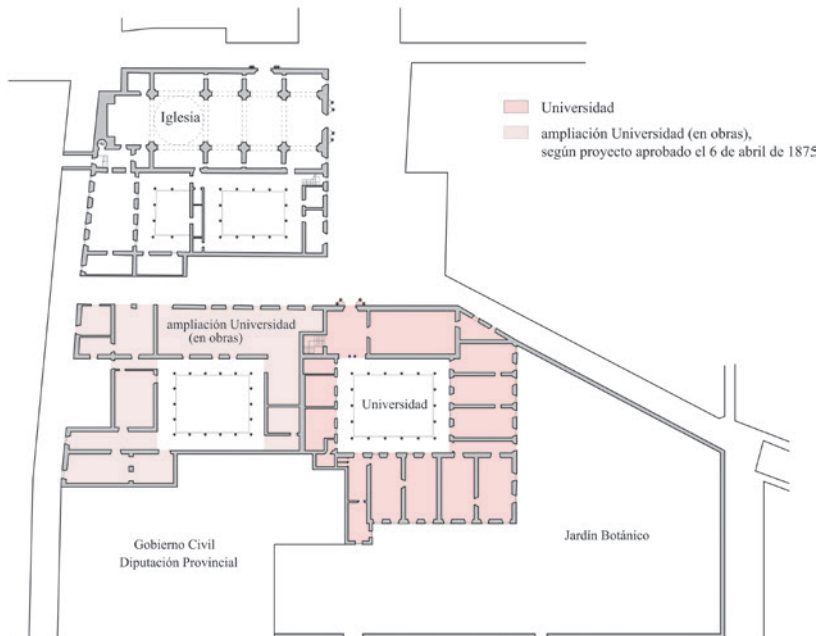 Iglesia
Universidad
ampliación Universidad (en obras),
según proyecto aprobado el 6 de abril de 1875
ampliación Universidad
(en obras)
Universidad
Gobierno Civil
Diputación Provincial
Jardín Botánico